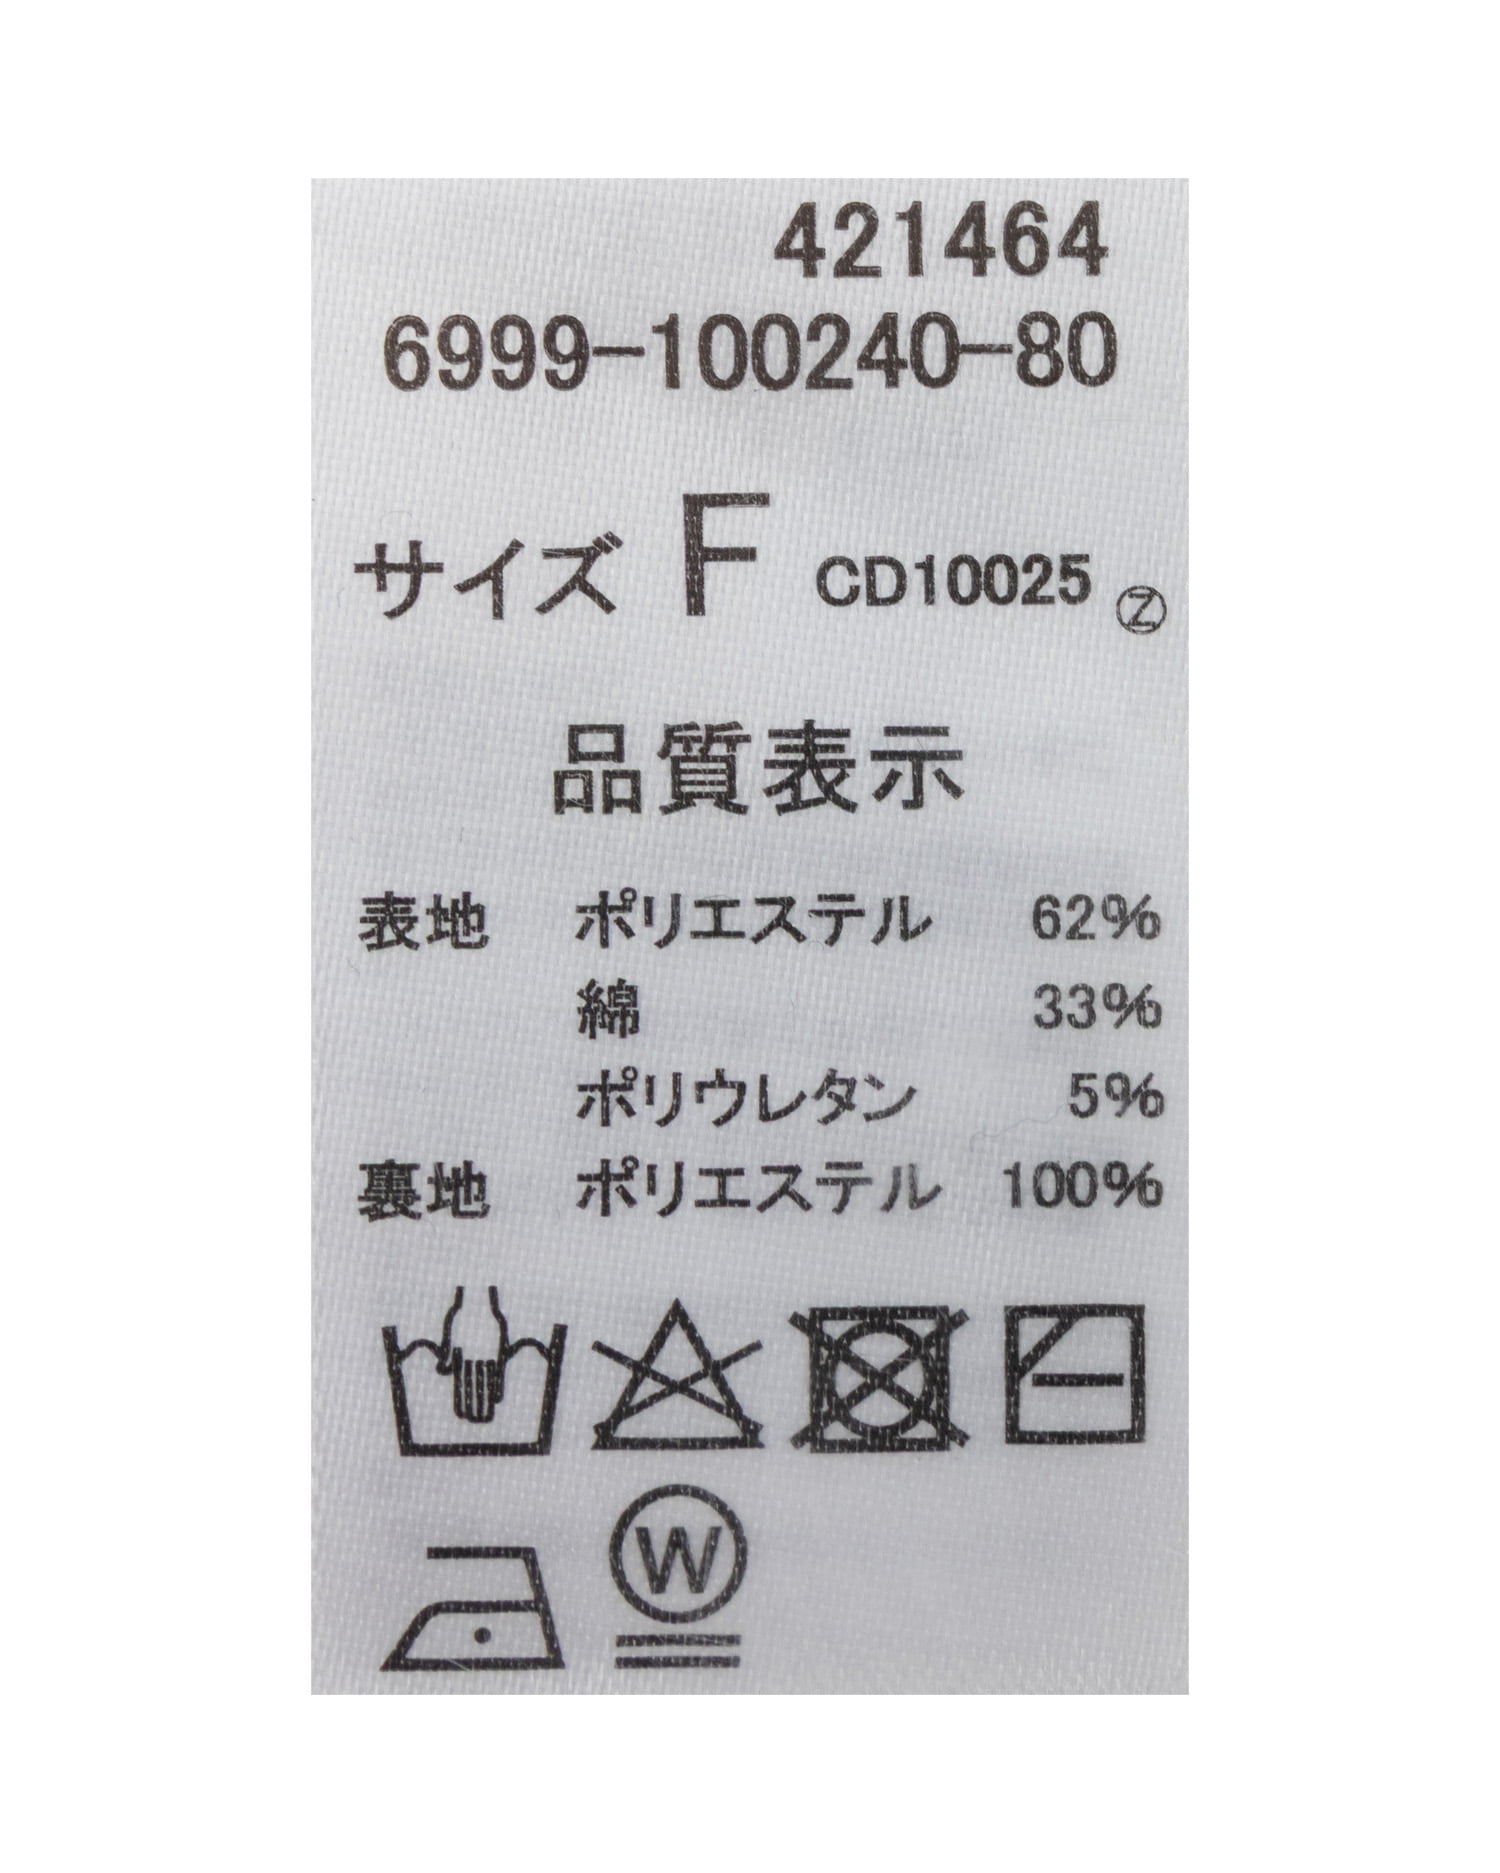 421464
6999-100240-80
サイズ F CD10025 Ⓩ
品質表示
表地 ポリエステル 62%
綿 33%
ポリウレタン 5%
裏地 ポリエステル 100%
W